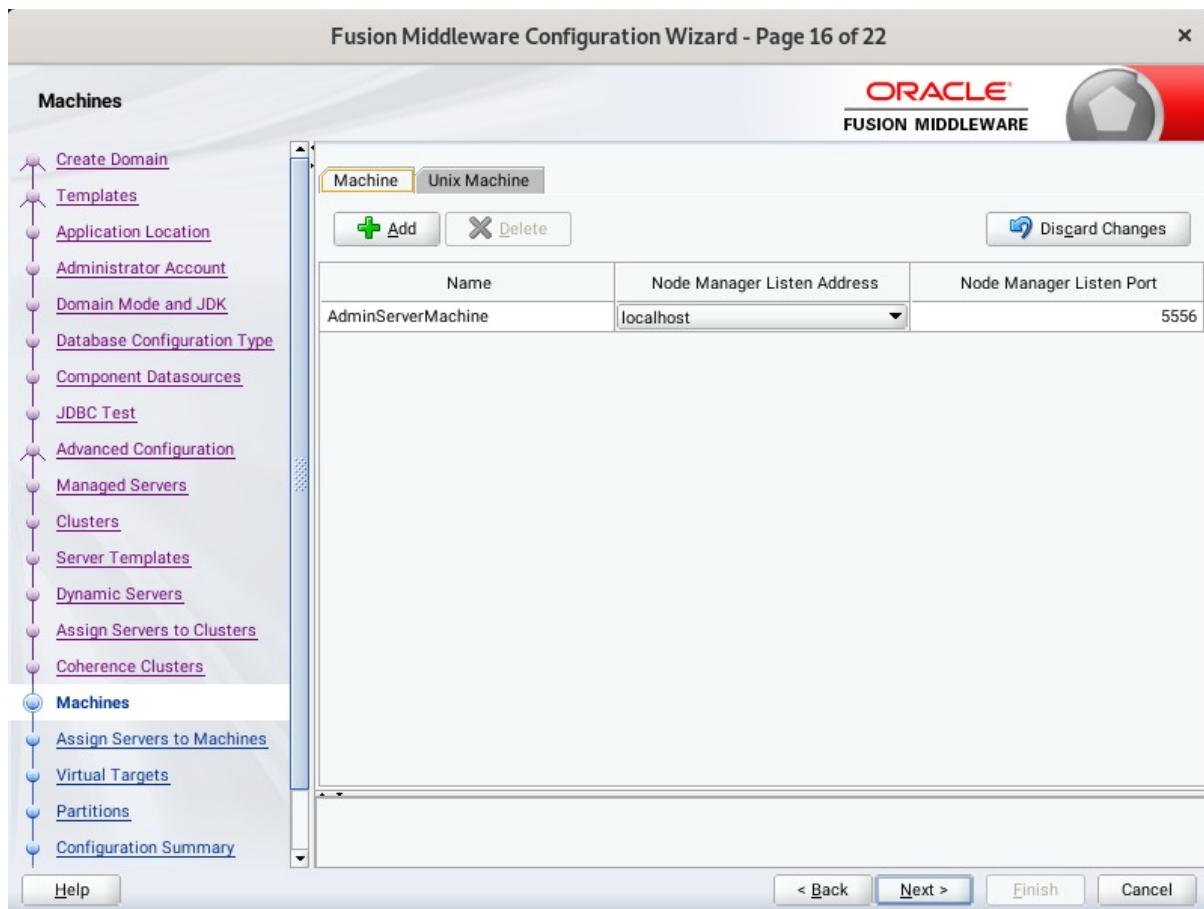 Fusion Middleware Configuration Wizard - Page 16 of 22
Machines
ORACLE
FUSION MIDDLEWARE
Create Domain
Templates
Application Location
Administrator Account
Domain Mode and JDK
Database Configuration Type
Component Datasources
JDBC Test
Advanced Configuration
Managed Servers
Clusters
Server Templates
Dynamic Servers
Assign Servers to Clusters
Coherence Clusters
Machines
Assign Servers to Machines
Virtual Targets
Partitions
Configuration Summary
Machine Unix Machine
Add Delete Discard Changes
Name Node Manager Listen Address Node Manager Listen Port
AdminServerMachine localhost 5556
Help < Back Next > Finish Cancel